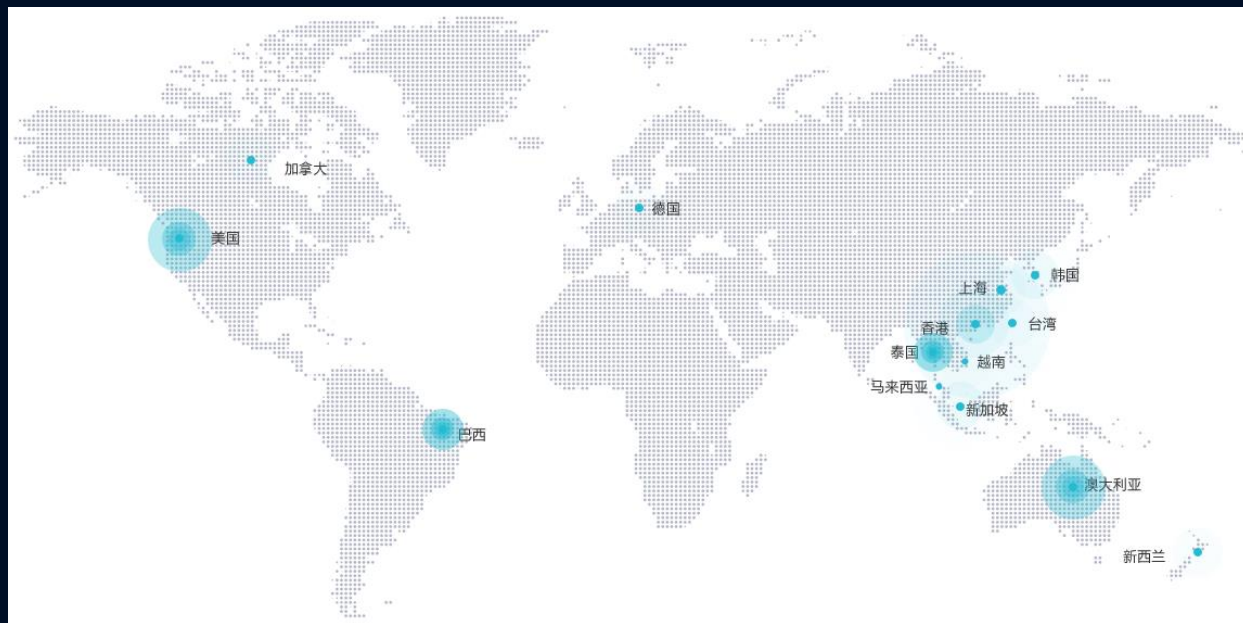 加拿大
德国
美国
韩国
上海
台湾
香港
泰国
越南
马来西亚
新加坡
巴西
澳大利亚
新西兰